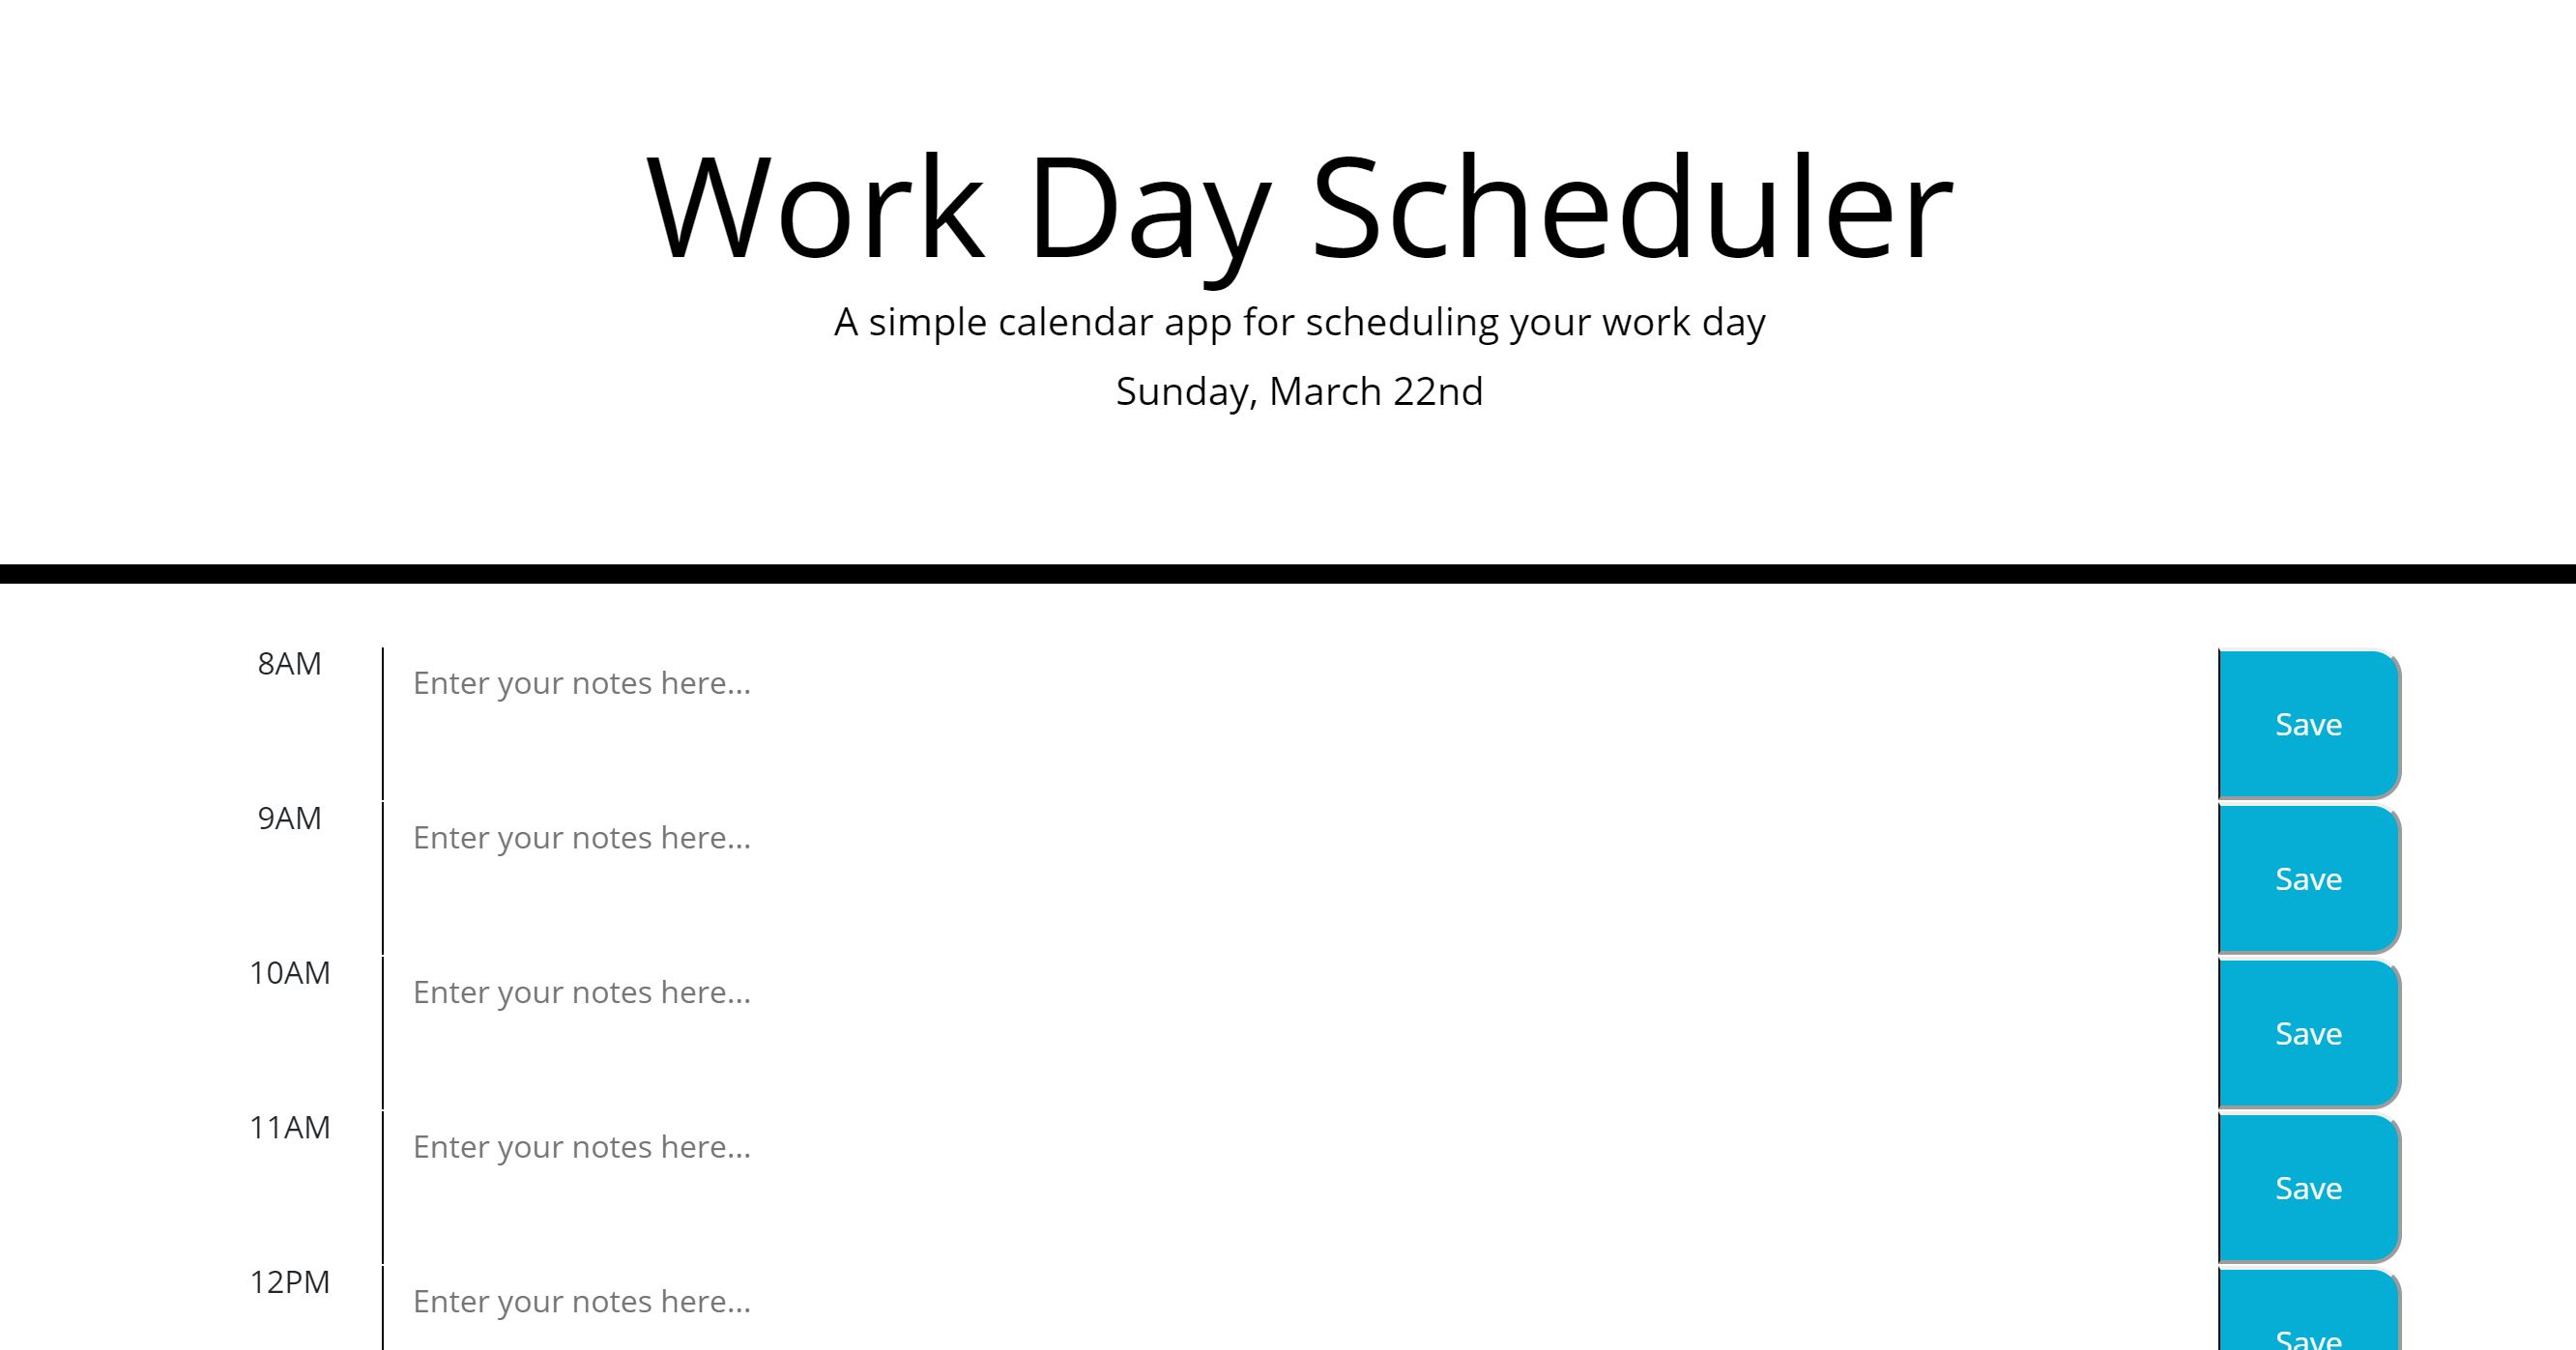 Work Day Scheduler
A simple calendar app for scheduling your work day
Sunday, March 22nd
8AM
Enter your notes here...
Save
9AM
Enter your notes here...
Save
10AM
Enter your notes here...
Save
11AM
Enter your notes here...
Save
12PM
Enter your notes here...
Save